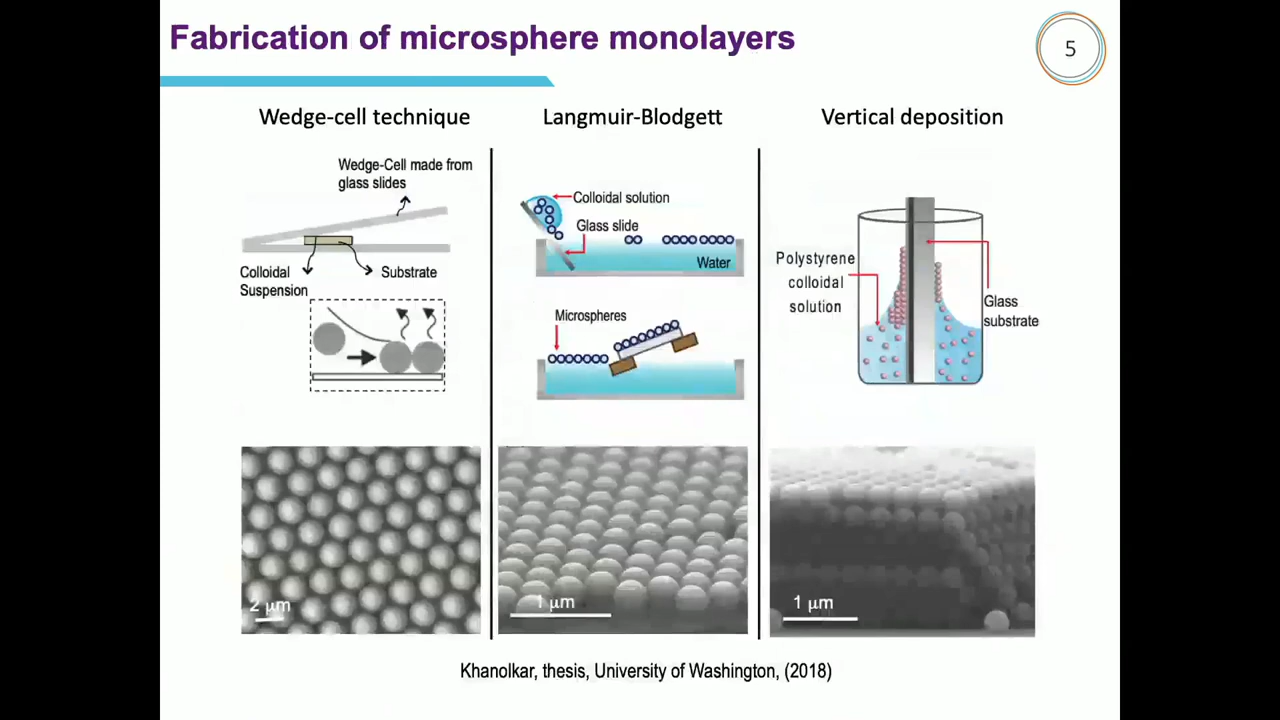 Fabrication of microsphere monolayers
5
Wedge-cell technique
Wedge-Cell made from
glass slides
Colloidal
Suspension
Substrate
2 μm
Langmuir-Blodgett
Colloidal solution
Glass slide
Water
Microspheres
1 μm
Vertical deposition
Polystyrene
colloidal
solution
Glass
substrate
1 μm
Khanolkar, thesis, University of Washington, (2018)